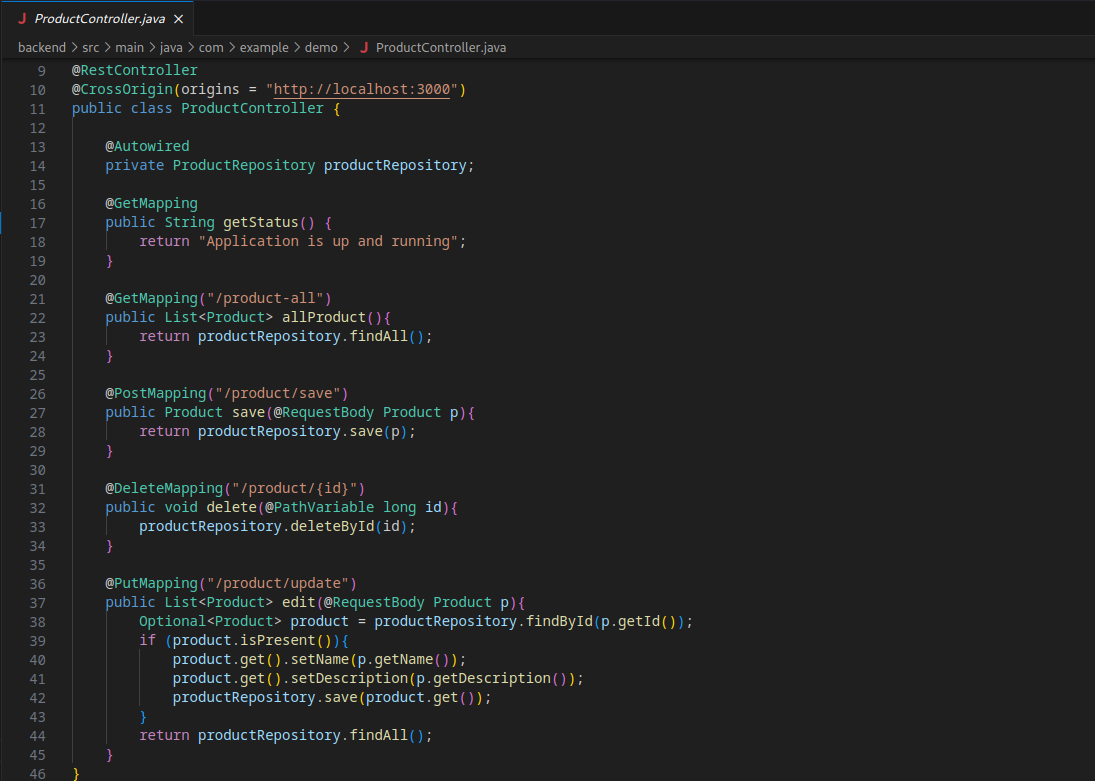 J ProductController.java ×
backend > src > main > java > com > example > demo > J ProductController.java
9 @RestController
10 @CrossOrigin(origins = "http://localhost:3000")
11 public class ProductController {
12
13     @Autowired
14     private ProductRepository productRepository;
15
16     @GetMapping
17     public String getStatus() {
18         return "Application is up and running";
19     }
20
21     @GetMapping("/product-all")
22     public List<Product> allProduct(){
23         return productRepository.findAll();
24     }
25
26     @PostMapping("/product/save")
27     public Product save(@RequestBody Product p){
28         return productRepository.save(p);
29     }
30
31     @DeleteMapping("/product/{id}")
32     public void delete(@PathVariable long id){
33         productRepository.deleteById(id);
34     }
35
36     @PutMapping("/product/update")
37     public List<Product> edit(@RequestBody Product p){
38         Optional<Product> product = productRepository.findById(p.getId());
39         if (product.isPresent()){
40             product.get().setName(p.getName());
41             product.get().setDescription(p.getDescription());
42             productRepository.save(product.get());
43         }
44         return productRepository.findAll();
45     }
46 }